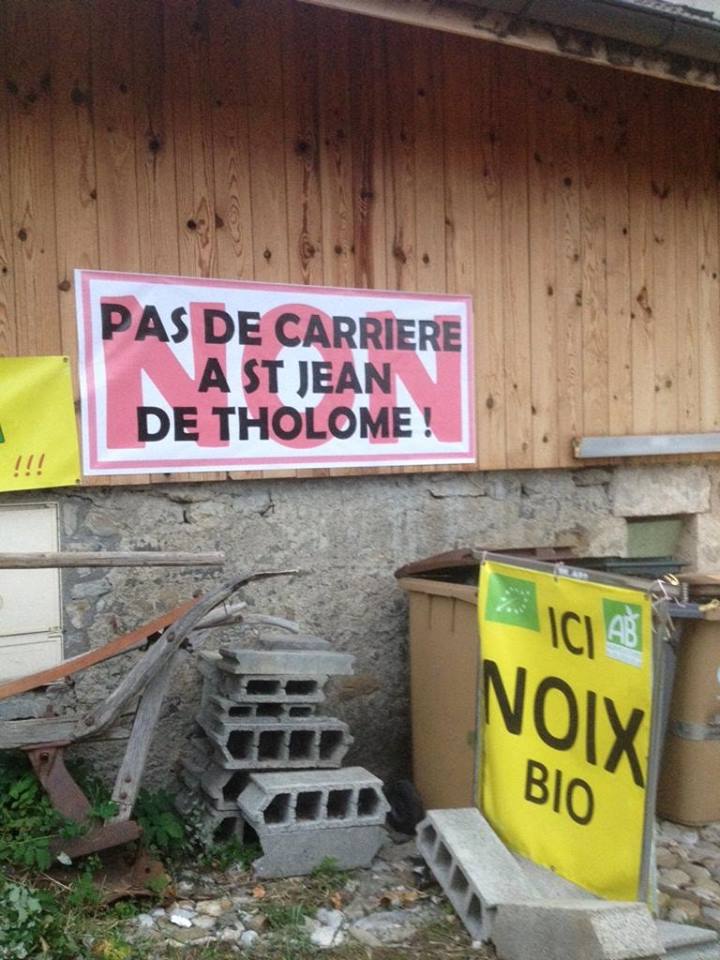 NON
PAS DE CARRIERE
A ST JEAN
DE THOLOME !
!!!
ICI
AB
NOIX
BIO